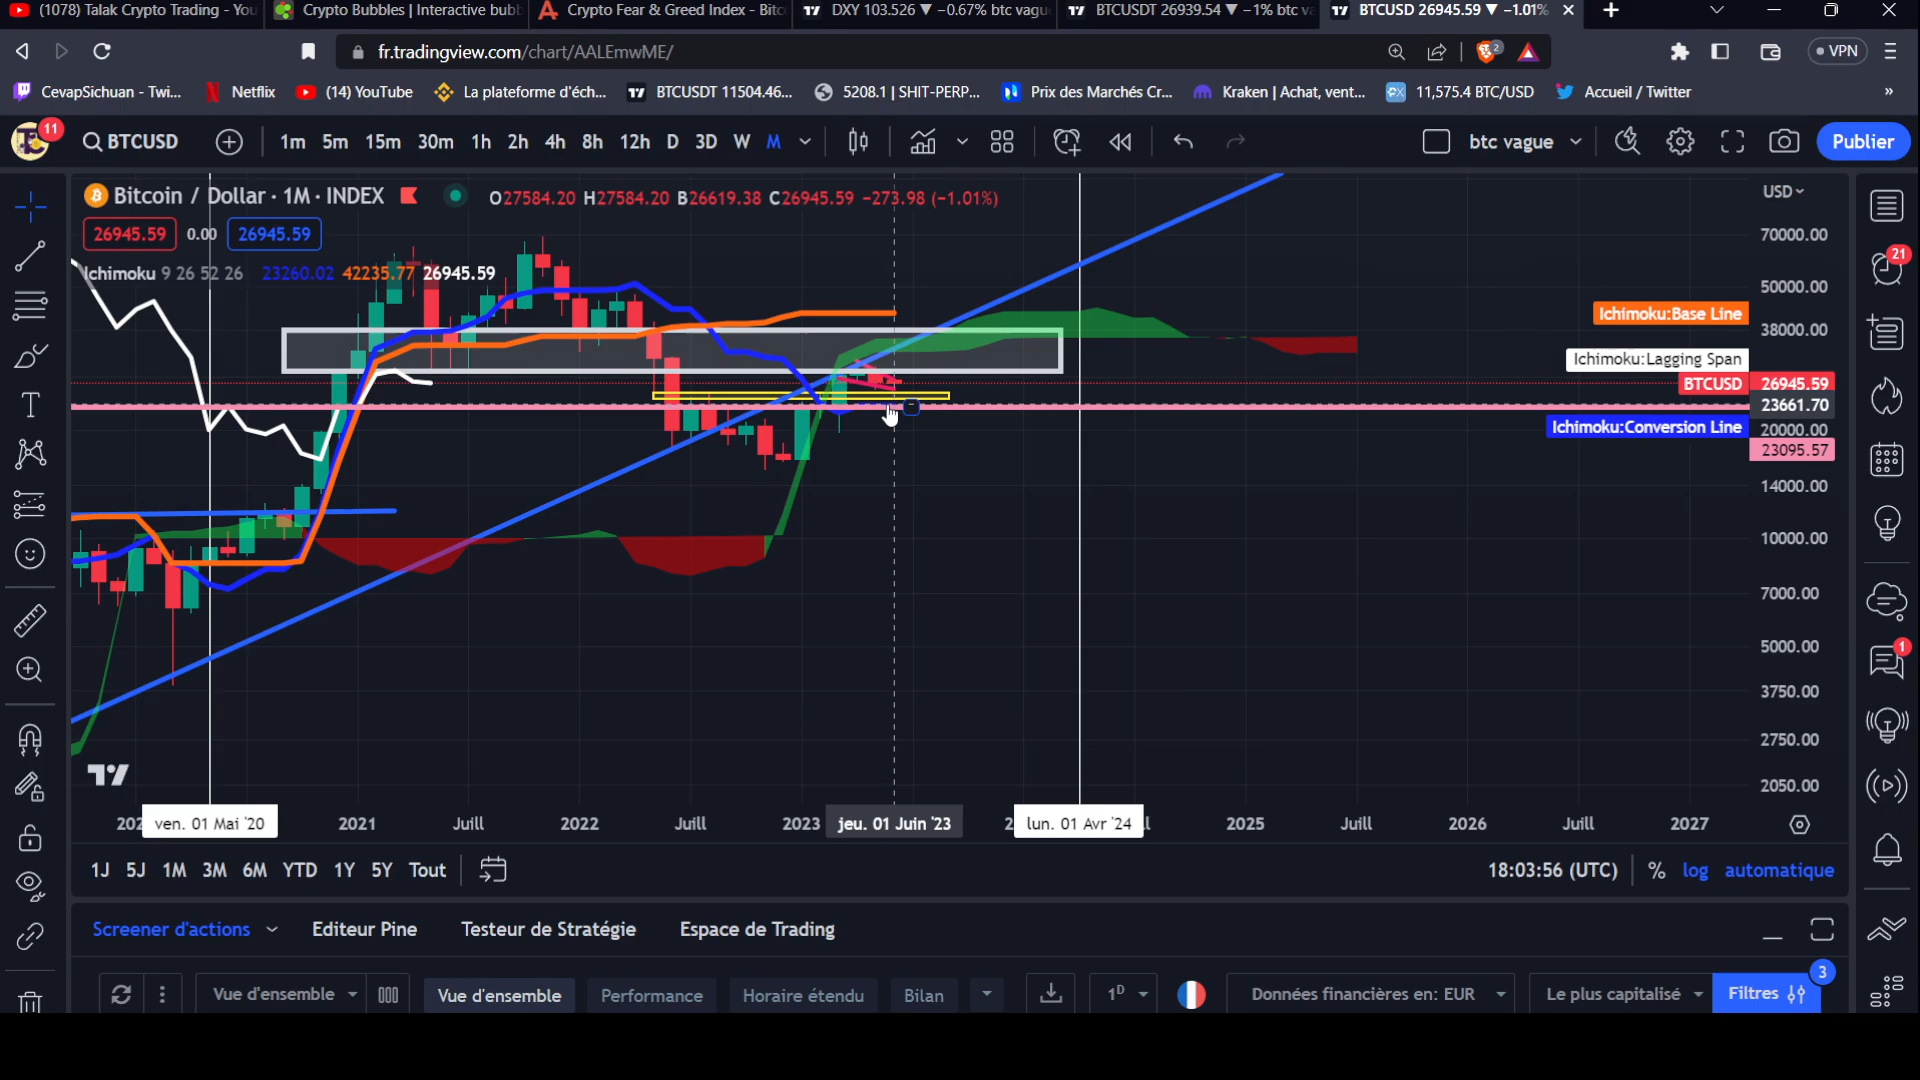 (1078) Talak Crypto Trading - You
Crypto Bubbles | Interactive bubb
Crypto Fear & Greed Index - Bitc
DXY 103.526 ▼ −0.67% btc vagu
BTCUSDT 26939.54 ▼ −1% btc va
BTCUSD 26945.59 ▼ −1.01%
fr.tradingview.com/chart/AALEmwME/
2
VPN
CevapSichuan - Twi...
Netflix
(14) YouTube
La plateforme d'éch...
BTCUSDT 11504.46...
5208.1 | SHIT-PERP...
Prix des Marchés Cr...
Kraken | Achat, vent...
11,575.4 BTC/USD
Accueil / Twitter
»
11
BTCUSD
1m 5m 15m 30m 1h 2h 4h 8h 12h D 3D W M
btc vague
Publier
Bitcoin / Dollar · 1M · INDEX
O27584.20 H27584.20 B26619.38 C26945.59 −273.98 (−1.01%)
USD
26945.59 0.00 26945.59
70000.00
Ichimoku 9 26 52 26 23260.02 42235.77 26945.59
21
50000.00
Ichimoku:Base Line
38000.00
Ichimoku:Lagging Span
BTCUSD 26945.59
23661.70
Ichimoku:Conversion Line
20000.00
23095.57
14000.00
10000.00
7000.00
5000.00
1
3750.00
2750.00
2050.00
202
ven. 01 Mai '20
2021
Juill
2022
Juill
2023
jeu. 01 Juin '23
2
lun. 01 Avr '24
l
2025
Juill
2026
Juill
2027
1J 5J 1M 3M 6M YTD 1Y 5Y Tout
18:03:56 (UTC)
%
log
automatique
Screener d'actions
Editeur Pine
Testeur de Stratégie
Espace de Trading
3
Vue d'ensemble
Vue d'ensemble
Performance
Horaire étendu
Bilan
1D
Données financières en: EUR
Le plus capitalisé
Filtres